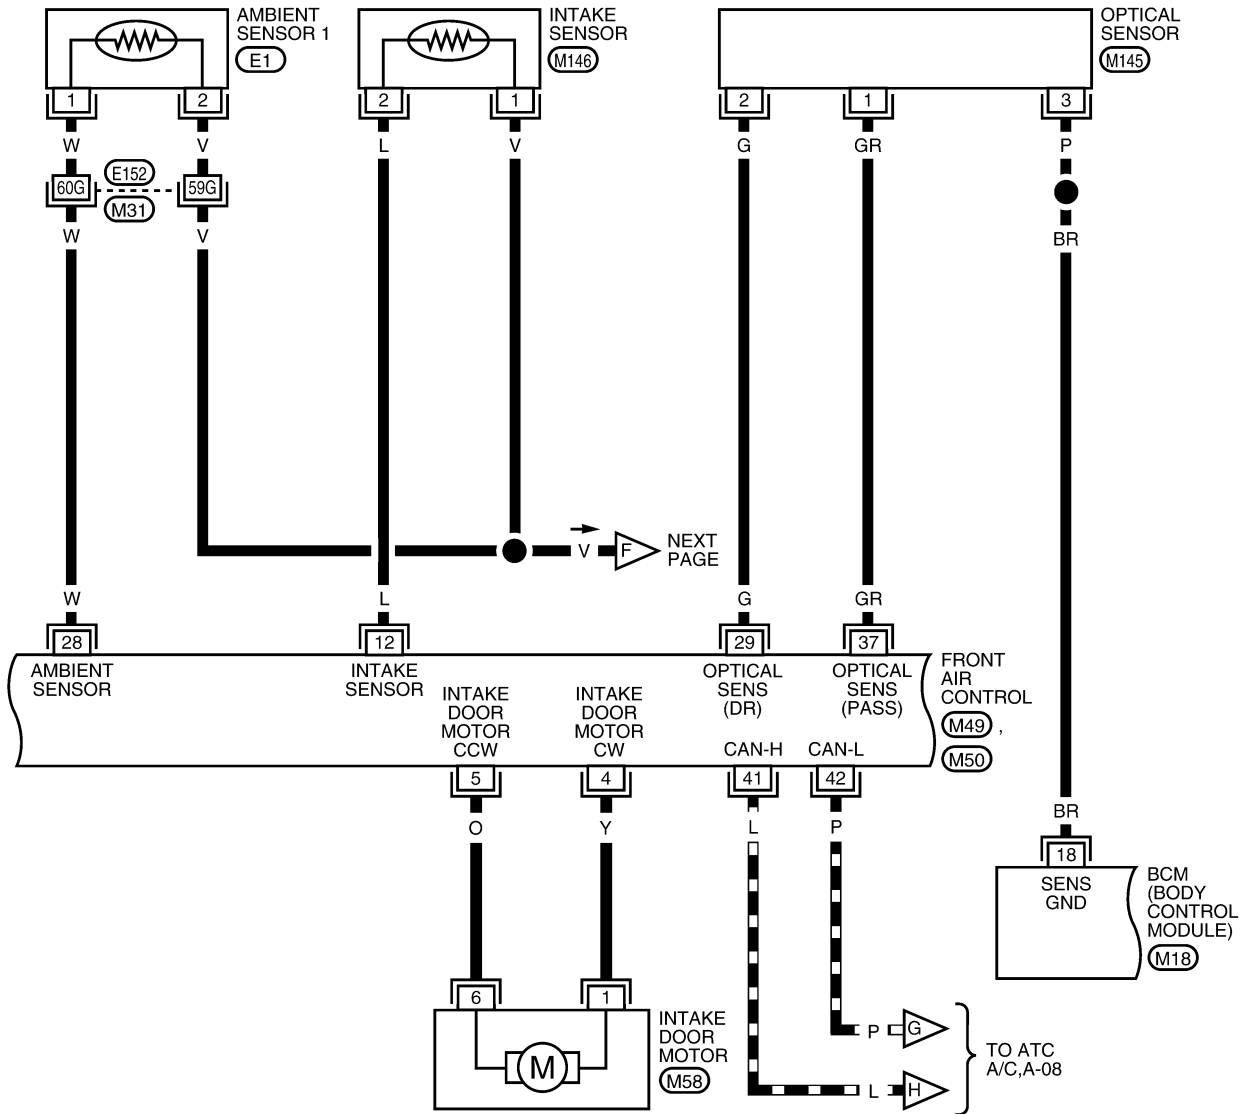 AMBIENT
SENSOR 1
E1
INTAKE
SENSOR
M146
OPTICAL
SENSOR
M145
1
2
2
1
2
1
3
W
V
L
V
G
GR
P
60G
E152
M31
59G
W
V
BR
V
F
NEXT
PAGE
W
L
G
GR
28
12
29
37
AMBIENT
SENSOR
INTAKE
SENSOR
OPTICAL
SENS
(DR)
OPTICAL
SENS
(PASS)
FRONT
AIR
CONTROL
M49 ,
M50
INTAKE
DOOR
MOTOR
CCW
INTAKE
DOOR
MOTOR
CW
CAN-H
CAN-L
5
4
41
42
O
Y
L
P
BR
18
SENS
GND
BCM
(BODY
CONTROL
MODULE)
M18
6
1
M
INTAKE
DOOR
MOTOR
M58
P
G
L
H
TO ATC
A/C,A-08